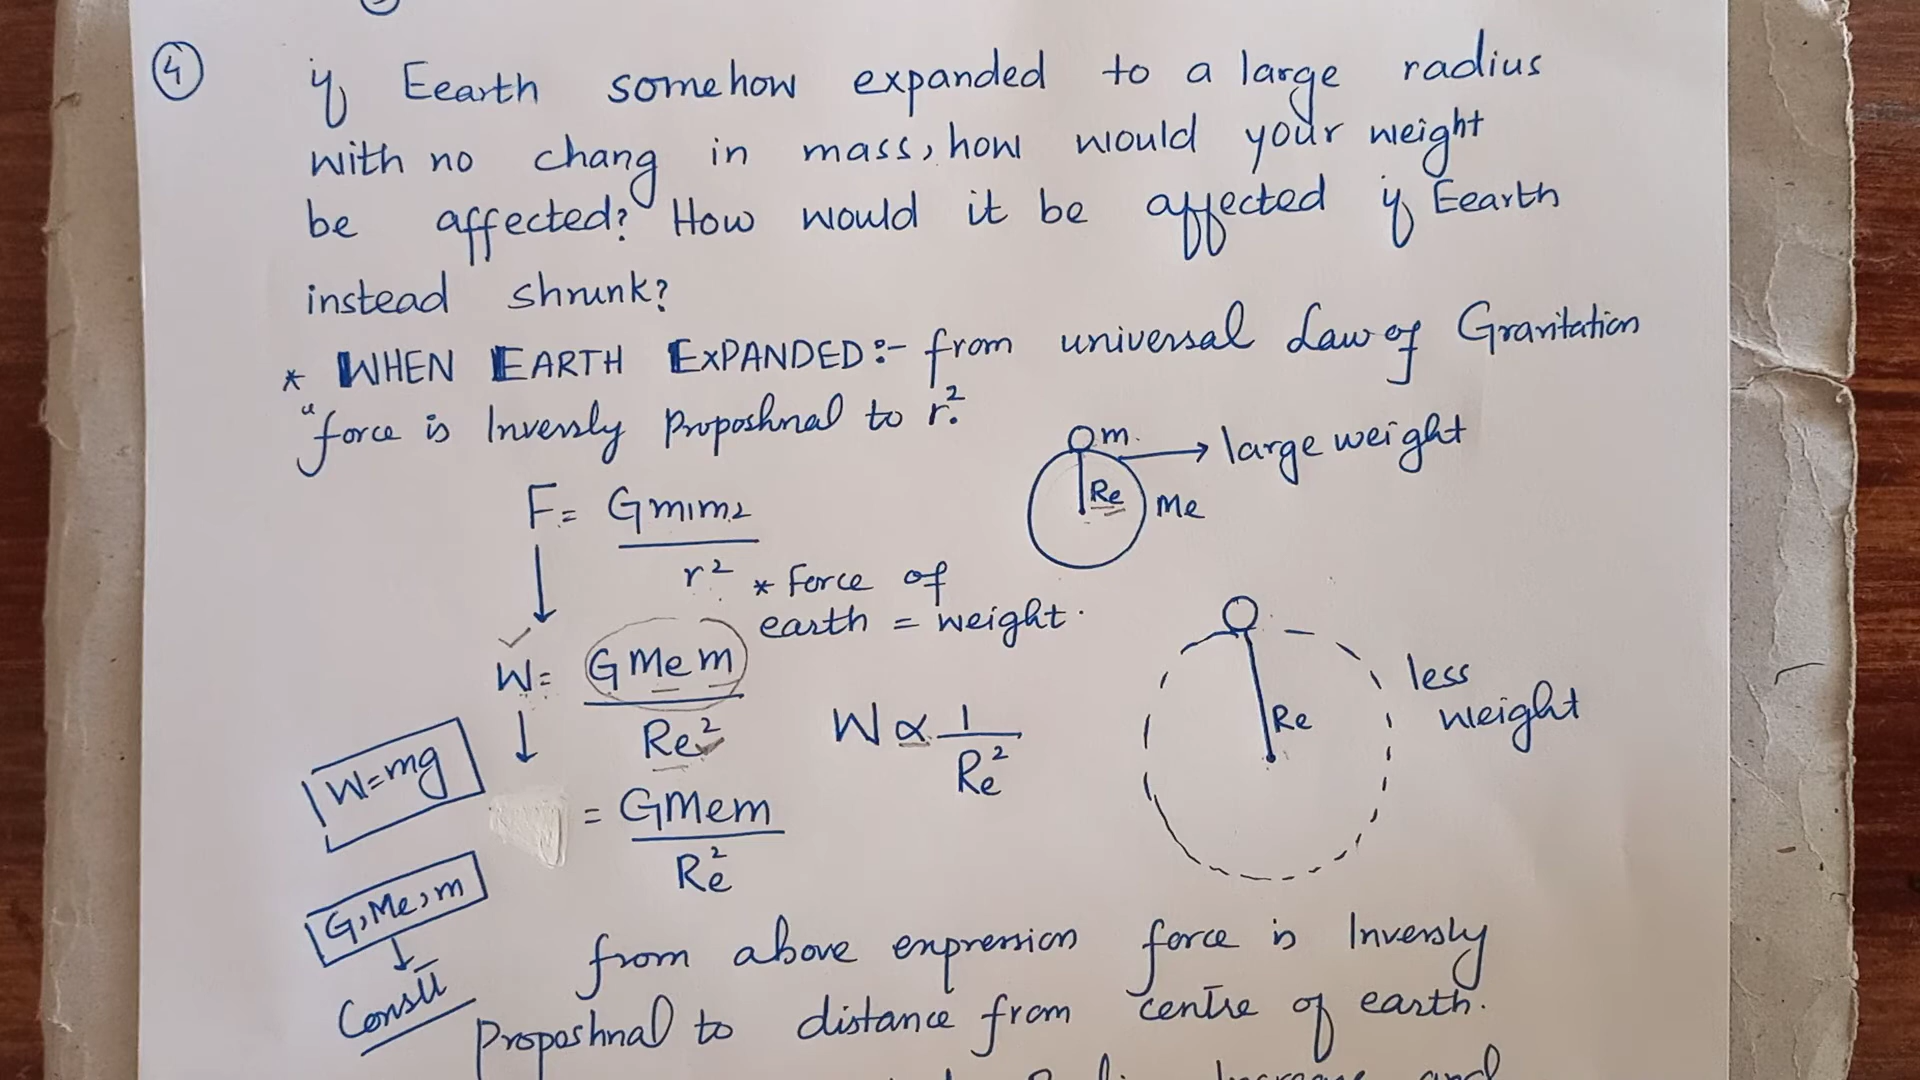 4
if Eearth somehow expanded to a large radius
with no chang in mass, how would your weight
be affected? How would it be affected if Eearth
instead shrunk?
* WHEN EARTH EXPANDED:- from universal Law of Gravitation
"force is Inversly Proposhnal to r².
m.
large weight
Re
Me
F = Gm1m2
r²
* Force of
earth = weight.
W = GMem
Re²
W ∝ 1
Re²
less
weight
Re
W=mg
= GMem
Re²
G, Me, m
from above expression force is Inversly
Proposhnal to distance from centre of earth.